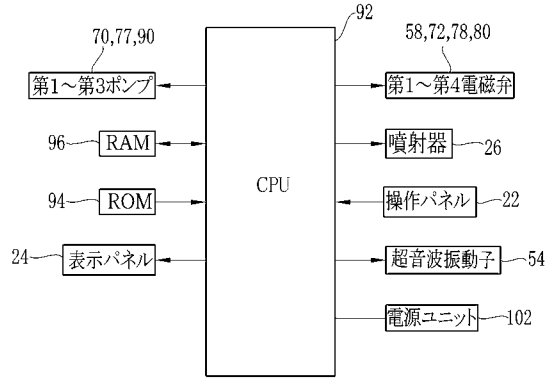 92
70,77,90
58,72,78,80
第1～第3ポンプ
第1～第4電磁弁
96
RAM
噴射器
26
CPU
94
ROM
操作パネル
22
24
表示パネル
超音波振動子
54
電源ユニット
102